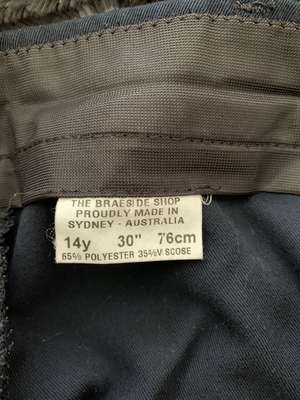 THE BRAESIDE SHOP
PROUDLY MADE IN
SYDNEY - AUSTRALIA
14y 30" 76cm
65% POLYESTER 35%VISCOSE